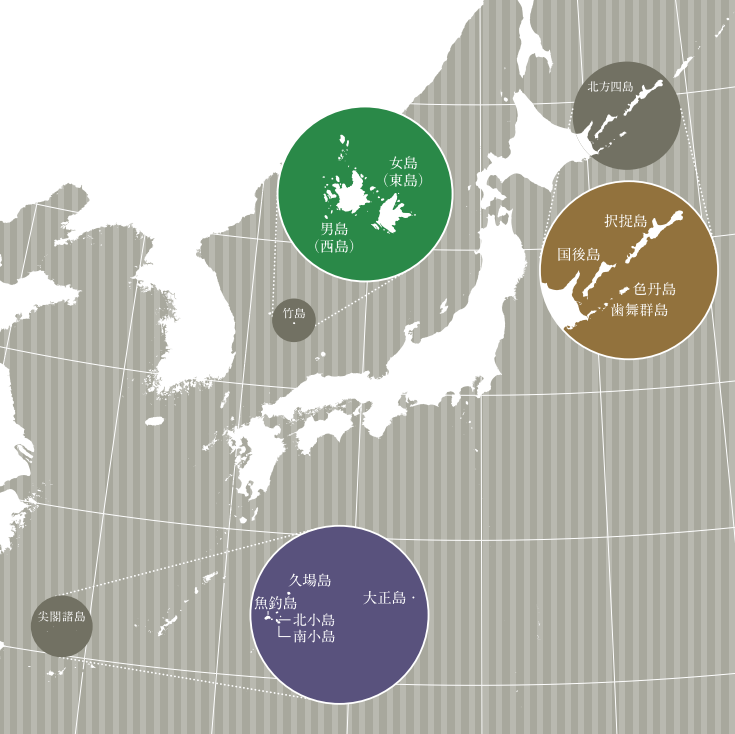 北方四島
女島
（東島）
男島
（西島）
択捉島
国後島
色丹島
歯舞群島
竹島
久場島
魚釣島
大正島
北小島
南小島
尖閣諸島